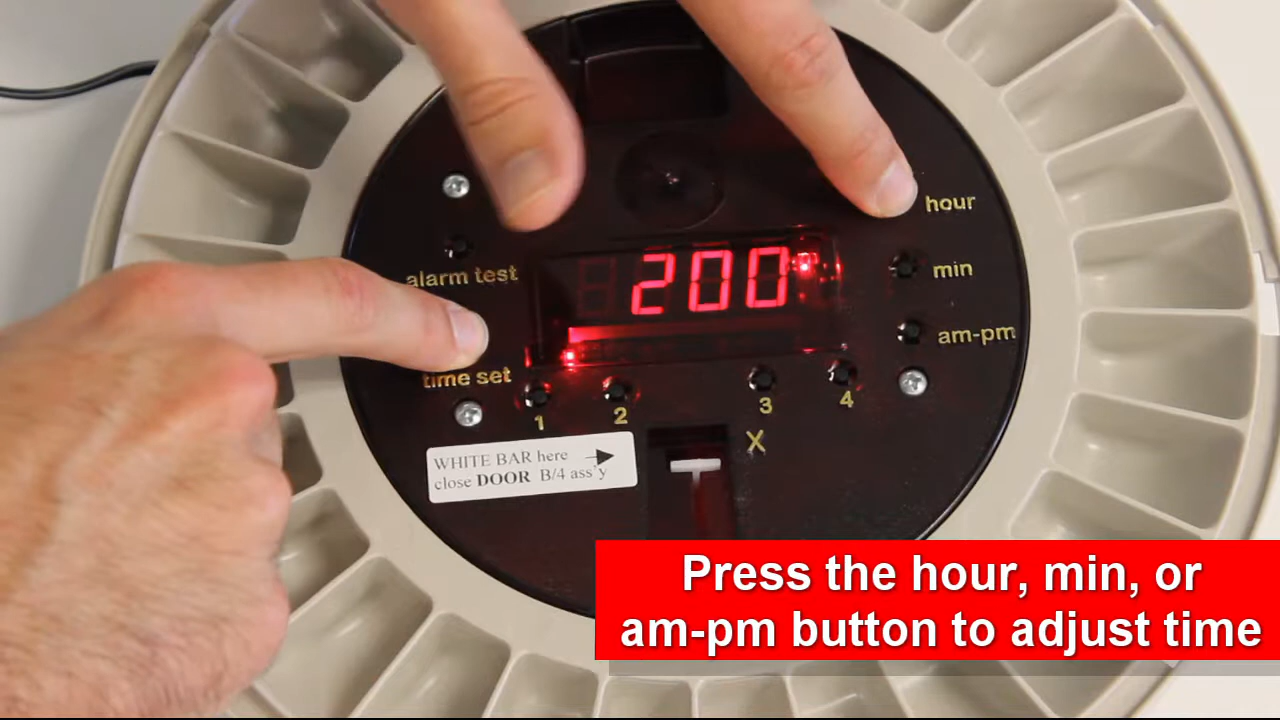 hour
alarm test
200
min
am-pm
time set
1
2
3
4
X
WHITE BAR here
close DOOR B/4 ass'y
Press the hour, min, or
am-pm button to adjust time